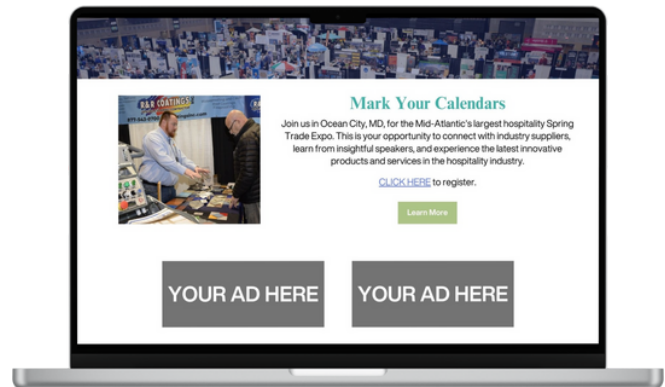 R&R COATINGS
Mark Your Calendars
Join us in Ocean City, MD, for the Mid-Atlantic's largest hospitality Spring
Trade Expo. This is your opportunity to connect with industry suppliers,
learn from insightful speakers, and experience the latest innovative
products and services in the hospitality industry.
CLICK HERE to register.
Learn More
YOUR AD HERE
YOUR AD HERE